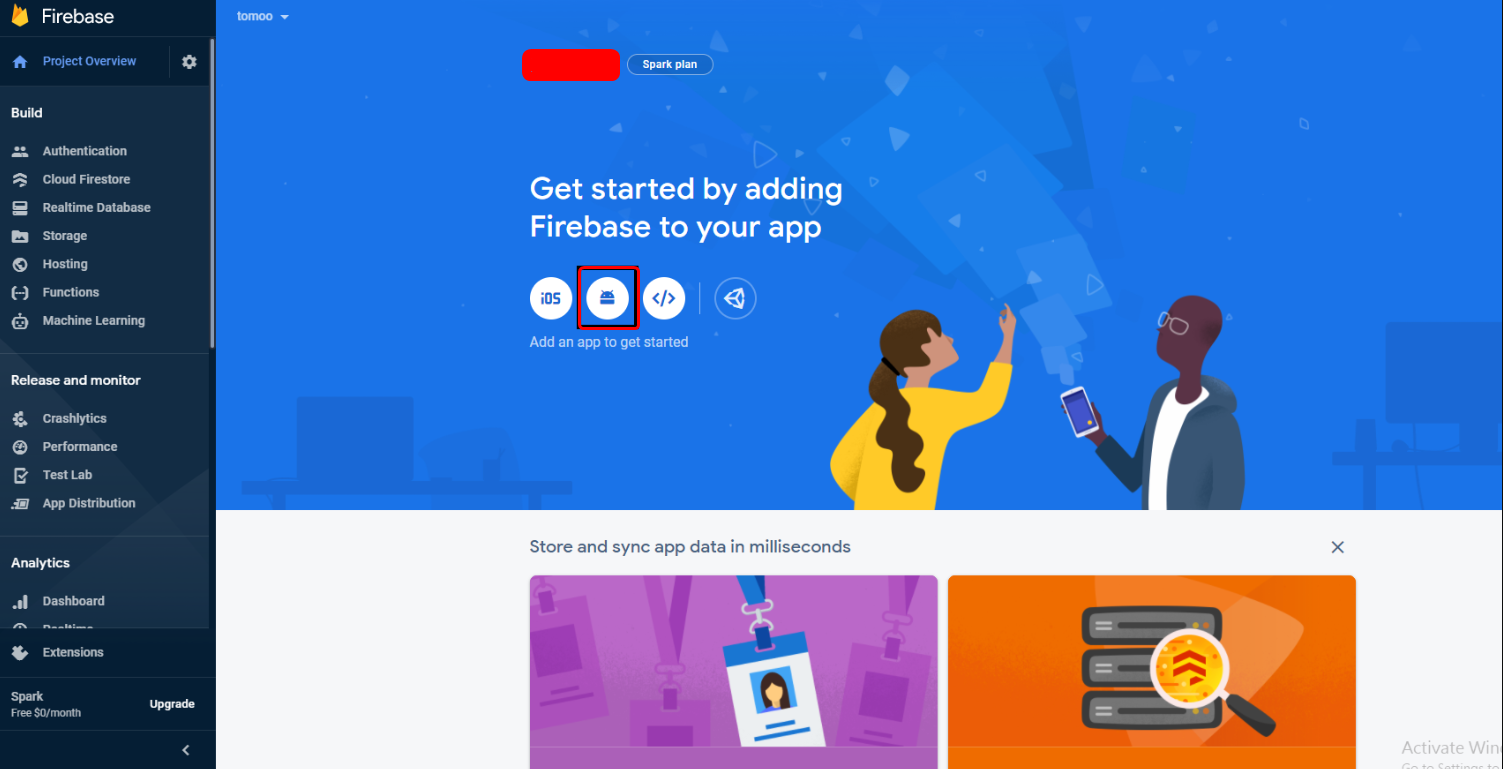 Firebase
Project Overview
Build
Authentication
Cloud Firestore
Realtime Database
Storage
Hosting
Functions
Machine Learning
Release and monitor
Crashlytics
Performance
Test Lab
App Distribution
Analytics
Dashboard
Realtime
Extensions
Spark
Free $0/month
Upgrade
tomoo
Spark plan
Get started by adding
Firebase to your app
iOS
</>
Add an app to get started
Store and sync app data in milliseconds
Activate Win
Go to Settings to